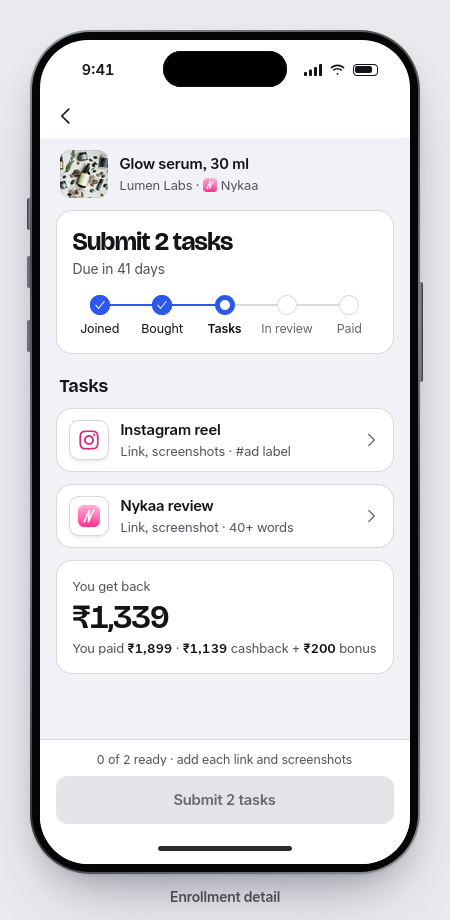 9:41
Glow serum, 30 ml
Lumen Labs · Nykaa
Submit 2 tasks
Due in 41 days
Joined Bought Tasks In review Paid
Tasks
Instagram reel
Link, screenshots · #ad label
Nykaa review
Link, screenshot · 40+ words
You get back
₹1,339
You paid ₹1,899 · ₹1,139 cashback + ₹200 bonus
0 of 2 ready · add each link and screenshots
Submit 2 tasks
Enrollment detail